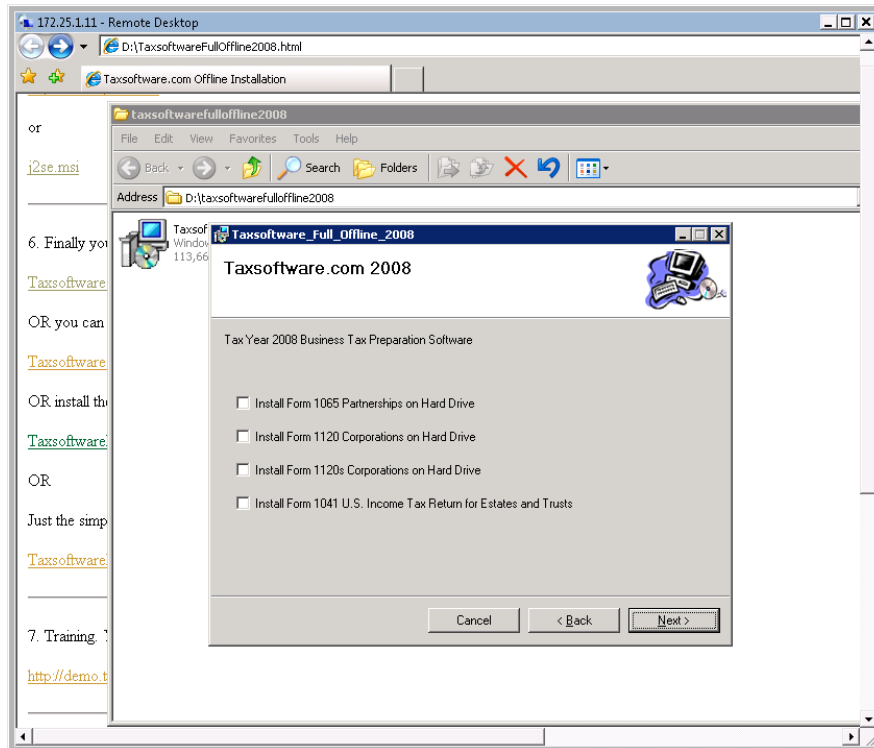 172.25.1.11 - Remote Desktop
D:\TaxsoftwareFullOffline2008.html
Taxsoftware.com Offline Installation
or
j2se.msi
6. Finally you
Taxsoftware
OR you can
Taxsoftware
OR install the
Taxsoftware
OR
Just the simp
Taxsoftware
7. Training.
http://demo.t
taxsoftwarefulloffline2008
File Edit View Favorites Tools Help
Back Search Folders
Address D:\taxsoftwarefulloffline2008
Taxsof
Window
113,66
Taxsoftware_Full_Offline_2008
Taxsoftware.com 2008
Tax Year 2008 Business Tax Preparation Software
Install Form 1065 Partnerships on Hard Drive
Install Form 1120 Corporations on Hard Drive
Install Form 1120s Corporations on Hard Drive
Install Form 1041 U.S. Income Tax Return for Estates and Trusts
Cancel < Back Next >